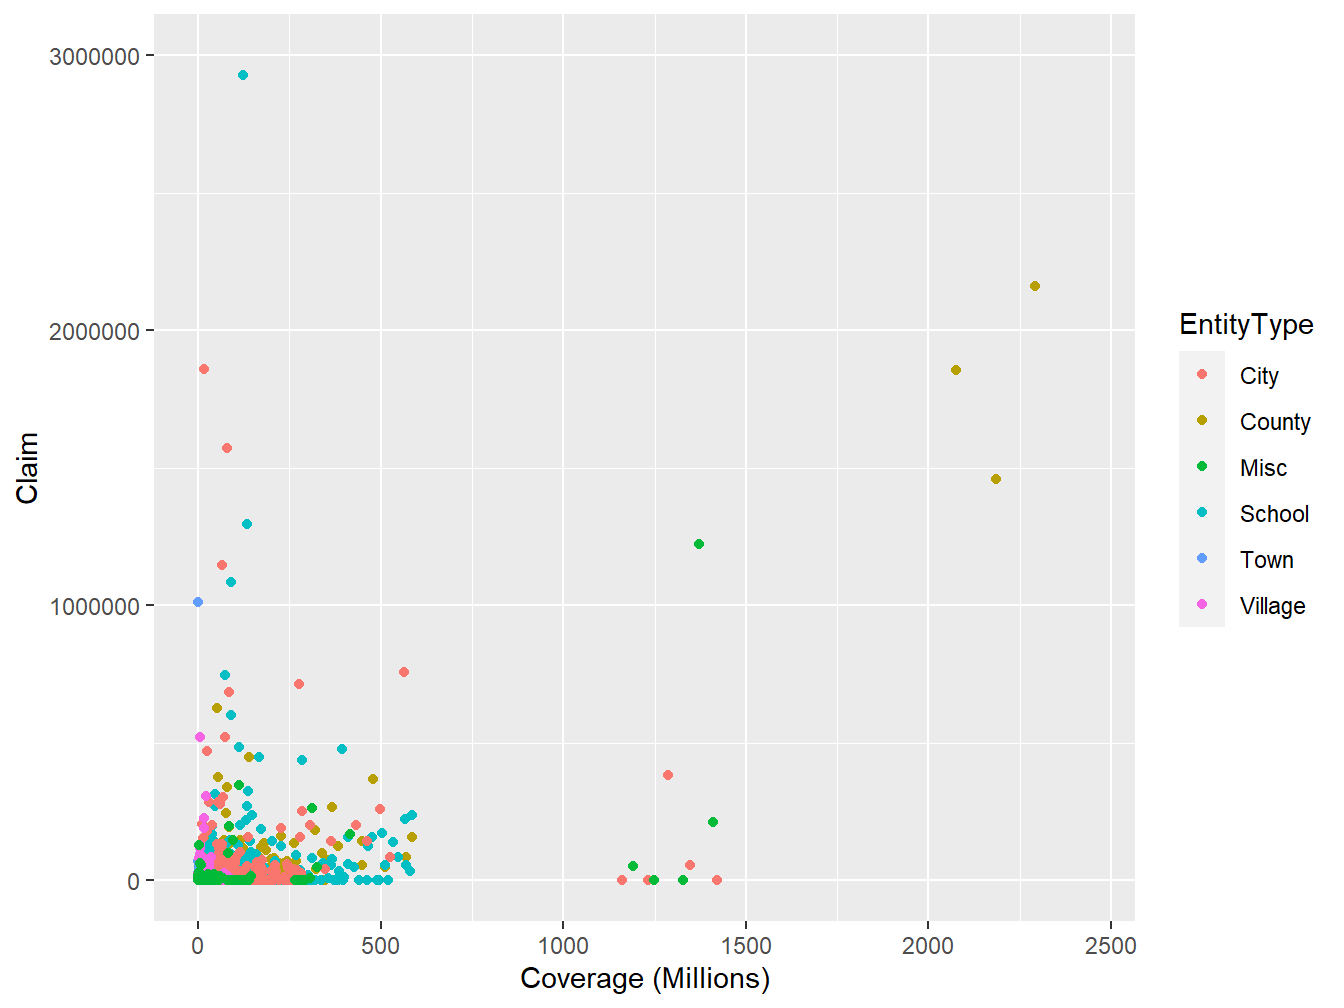 3000000
2000000
1000000
0
Claim
0 500 1000 1500 2000 2500
Coverage (Millions)
EntityType
City
County
Misc
School
Town
Village